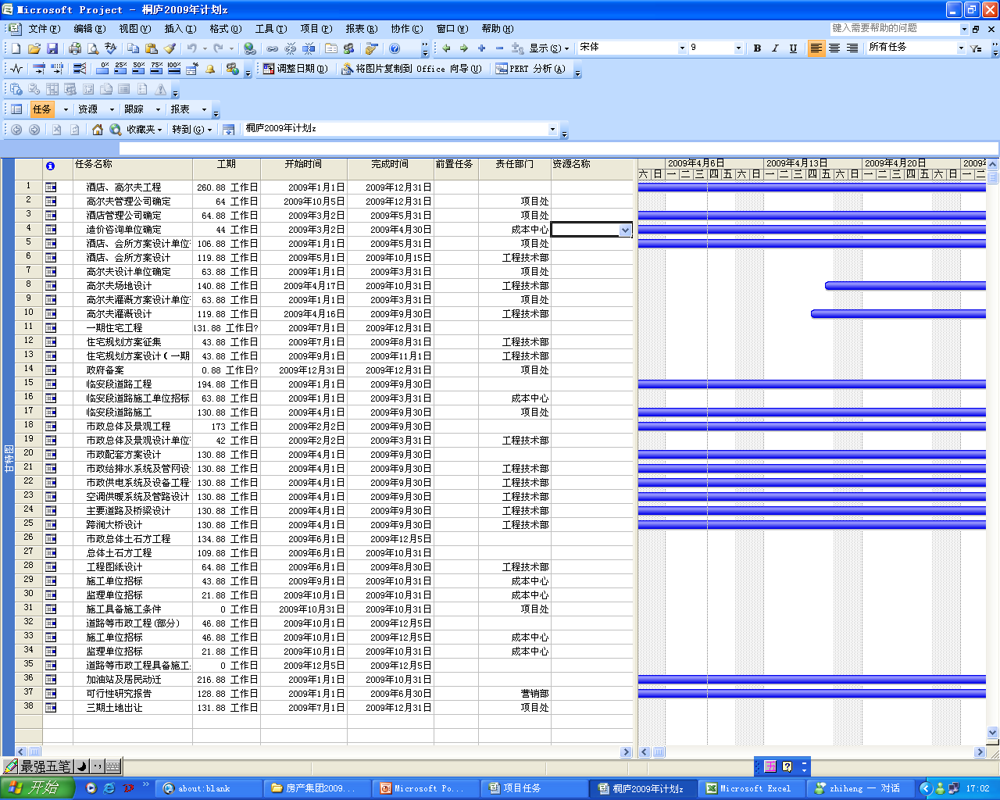 Microsoft Project - 桐庐2009年计划z
文件(F) 编辑(E) 视图(V) 插入(I) 格式(O) 工具(T) 项目(P) 报表(R) 协作(C) 窗口(W) 帮助(H) 键入需要帮助的问题
显示(S) 宋体 9 B I U 所有任务
0% 25% 50% 75% 100% 调整日期(D) 将图片复制到 Office 向导(U) PERT 分析(A)
任务 资源 跟踪 报表
收藏夹 转到(G) 桐庐2009年计划z
任务名称 工期 开始时间 完成时间 前置任务 责任部门 资源名称 2009年4月6日 2009年4月13日 2009年4月20日 2009年
六 日 一 二 三 四 五 六 日 一 二 三 四 五 六 日 一 二 三 四 五 六 日 一 二
1 酒店、高尔夫工程 260.88 工作日 2009年1月1日 2009年12月31日
2 高尔夫管理公司确定 64 工作日 2009年10月5日 2009年12月31日 项目处
3 酒店管理公司确定 64.88 工作日 2009年3月2日 2009年5月31日 项目处
4 造价咨询单位确定 44 工作日 2009年3月2日 2009年4月30日 成本中心
5 酒店、会所方案设计单位 106.88 工作日 2009年1月1日 2009年5月31日 项目处
6 酒店、会所方案设计 119.88 工作日 2009年5月1日 2009年10月15日 工程技术部
7 高尔夫设计单位确定 63.88 工作日 2009年1月1日 2009年3月31日 项目处
8 高尔夫场地设计 140.88 工作日 2009年4月17日 2009年10月31日 工程技术部
9 高尔夫灌溉方案设计单位 63.88 工作日 2009年1月1日 2009年3月31日 项目处
10 高尔夫灌溉设计 119.88 工作日 2009年4月16日 2009年9月30日 工程技术部
11 一期住宅工程 131.88 工作日? 2009年7月1日 2009年12月31日
12 住宅规划方案征集 43.88 工作日 2009年7月1日 2009年8月31日 工程技术部
13 住宅规划方案设计(一期 43.88 工作日 2009年9月1日 2009年11月1日 工程技术部
14 政府备案 0.88 工作日? 2009年12月31日 2009年12月31日 项目处
15 临安段道路工程 194.88 工作日 2009年1月1日 2009年9月30日
16 临安段道路施工单位招标 63.88 工作日 2009年1月1日 2009年3月31日 成本中心
17 临安段道路施工 130.88 工作日 2009年4月1日 2009年9月30日 项目处
18 市政总体及景观工程 173 工作日 2009年2月2日 2009年9月30日
19 市政总体及景观设计单位 42 工作日 2009年2月2日 2009年3月31日 工程技术部
20 市政配套方案设计 130.88 工作日 2009年4月1日 2009年9月30日
21 市政给排水系统及管网设 130.88 工作日 2009年4月1日 2009年9月30日 工程技术部
22 市政供电系统及设备工程 130.88 工作日 2009年4月1日 2009年9月30日 工程技术部
23 空调供暖系统及管路设计 130.88 工作日 2009年4月1日 2009年9月30日 工程技术部
24 主要道路及桥梁设计 130.88 工作日 2009年4月1日 2009年9月30日 工程技术部
25 跨涧大桥设计 130.88 工作日 2009年4月1日 2009年9月30日 工程技术部
26 市政总体土石方工程 134.88 工作日 2009年6月1日 2009年12月5日
27 总体土石方工程 109.88 工作日 2009年6月1日 2009年10月31日
28 工程图纸设计 64.88 工作日 2009年6月1日 2009年8月30日 工程技术部
29 施工单位招标 43.88 工作日 2009年9月1日 2009年10月31日 成本中心
30 监理单位招标 21.88 工作日 2009年10月1日 2009年10月31日 成本中心
31 施工具备施工条件 0 工作日 2009年10月31日 2009年10月31日 项目处
32 道路等市政工程(部分) 46.88 工作日 2009年10月1日 2009年12月5日
33 施工单位招标 46.88 工作日 2009年10月1日 2009年12月5日 成本中心
34 监理单位招标 21.88 工作日 2009年10月1日 2009年10月31日 成本中心
35 道路等市政工程具备施工 0 工作日 2009年12月5日 2009年12月5日
36 加油站及居民动迁 216.88 工作日 2009年1月1日 2009年10月31日
37 可行性研究报告 128.88 工作日 2009年1月1日 2009年6月30日 营销部
38 三期土地出让 131.88 工作日 2009年7月1日 2009年12月31日 项目处
甘特图
最强五笔 五
开始 about:blank 房产集团2009... Microsoft Po... 项目任务 桐庐2009年计划z Microsoft Excel zhiheng 一 对话 17:02